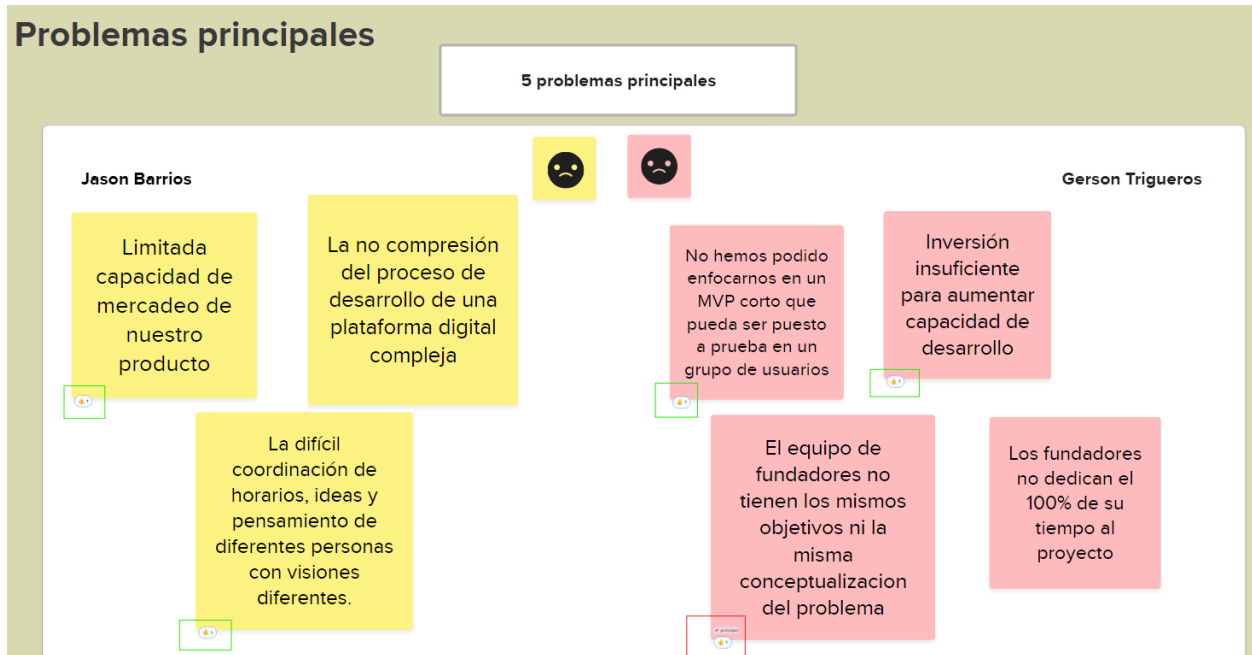 Problemas principales
5 problemas principales
Jason Barrios
Gerson Trigueros
Limitada
capacidad de
mercadeo de
nuestro
producto
La no compresión
del proceso de
desarrollo de una
plataforma digital
compleja
La difícil
coordinación de
horarios, ideas y
pensamiento de
diferentes personas
con visiones
diferentes.
No hemos podido
enfocarnos en un
MVP corto que
pueda ser puesto
a prueba en un
grupo de usuarios
Inversión
insuficiente
para aumentar
capacidad de
desarrollo
El equipo de
fundadores no
tienen los mismos
objetivos ni la
misma
conceptualizacion
del problema
principal
Los fundadores
no dedican el
100% de su
tiempo al
proyecto